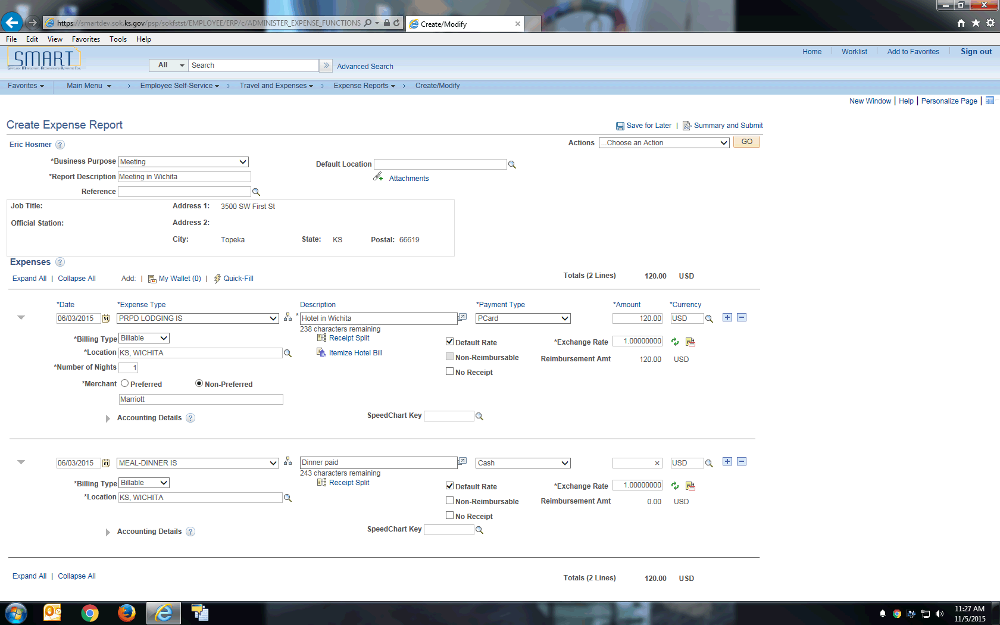 https://smartdev.sok.ks.gov/psp/sokfstst/EMPLOYEE/ERP/c/ADMINISTER_EXPENSE_FUNCTIONS
Create/Modify
File Edit View Favorites Tools Help
SMART
Home Worklist Add to Favorites Sign out
All Search Advanced Search
Favorites Main Menu > Employee Self-Service > Travel and Expenses > Expense Reports > Create/Modify
New Window | Help | Personalize Page |
Create Expense Report
Save for Later | Summary and Submit
Eric Hosmer ?
Actions ...Choose an Action GO
*Business Purpose Meeting
Default Location
*Report Description Meeting in Wichita
Attachments
Reference
Job Title: Address 1: 3500 SW First St
Official Station: Address 2:
City: Topeka State: KS Postal: 66619
Expenses ?
Expand All | Collapse All Add: | My Wallet (0) | Quick-Fill
Totals (2 Lines) 120.00 USD
*Date *Expense Type Description *Payment Type *Amount *Currency
06/03/2015 31 PRPD LODGING IS * Hotel in Wichita PCard 120.00 USD
238 characters remaining
*Billing Type Billable Receipt Split Default Rate *Exchange Rate 1.00000000
*Location KS, WICHITA Itemize Hotel Bill Non-Reimbursable Reimbursement Amt 120.00 USD
*Number of Nights 1 No Receipt
*Merchant Preferred Non-Preferred
Marriott
Accounting Details ? SpeedChart Key
06/03/2015 31 MEAL-DINNER IS Dinner paid Cash × USD
243 characters remaining
*Billing Type Billable Receipt Split Default Rate *Exchange Rate 1.00000000
*Location KS, WICHITA Non-Reimbursable Reimbursement Amt 0.00 USD
No Receipt
Accounting Details ? SpeedChart Key
Expand All | Collapse All
Totals (2 Lines) 120.00 USD
11:27 AM
11/5/2015